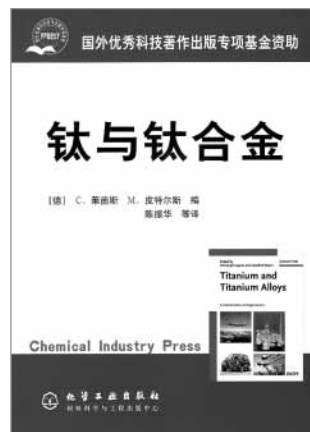 国外优秀科技著作出版专项基金资助
钛与钛合金
[德] C. 莱茵斯 M. 皮特尔斯 编
陈振华 等译
Titanium and
Titanium Alloys
Chemical Industry Press
化学工业出版社
材料科学与工程出版中心